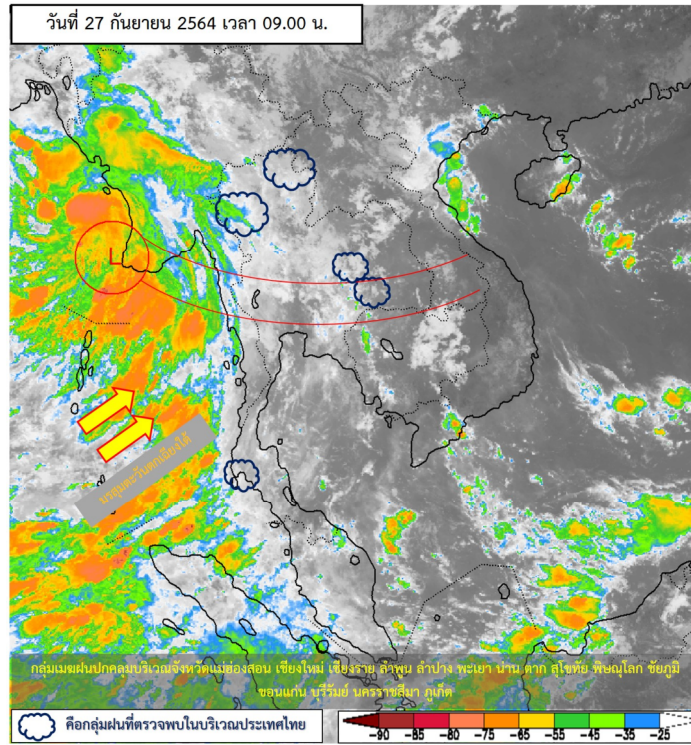 วันที่ 27 กันยายน 2564 เวลา 09.00 น.
L
มรสุมตะวันตกเฉียงใต้
กลุ่มเมฆฝนปกคลุมบริเวณจังหวัดแม่ฮ่องสอน เชียงใหม่ เชียงราย ลำพูน ลำปาง พะเยา น่าน ตาก สุโขทัย พิษณุโลก ชัยภูมิ
ขอนแก่น บุรีรัมย์ นครราชสีมา ภูเก็ต
คือกลุ่มฝนที่ตรวจพบในบริเวณประเทศไทย
-90 -85 -80 -75 -65 -55 -45 -35 -25